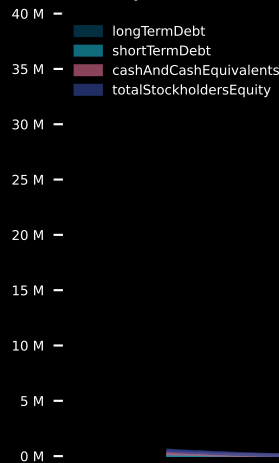 40 M
longTermDebt
shortTermDebt
35 M
cashAndCashEquivalents
totalStockholdersEquity
30 M
25 M
20 M
15 M
10 M
5 M
0 M